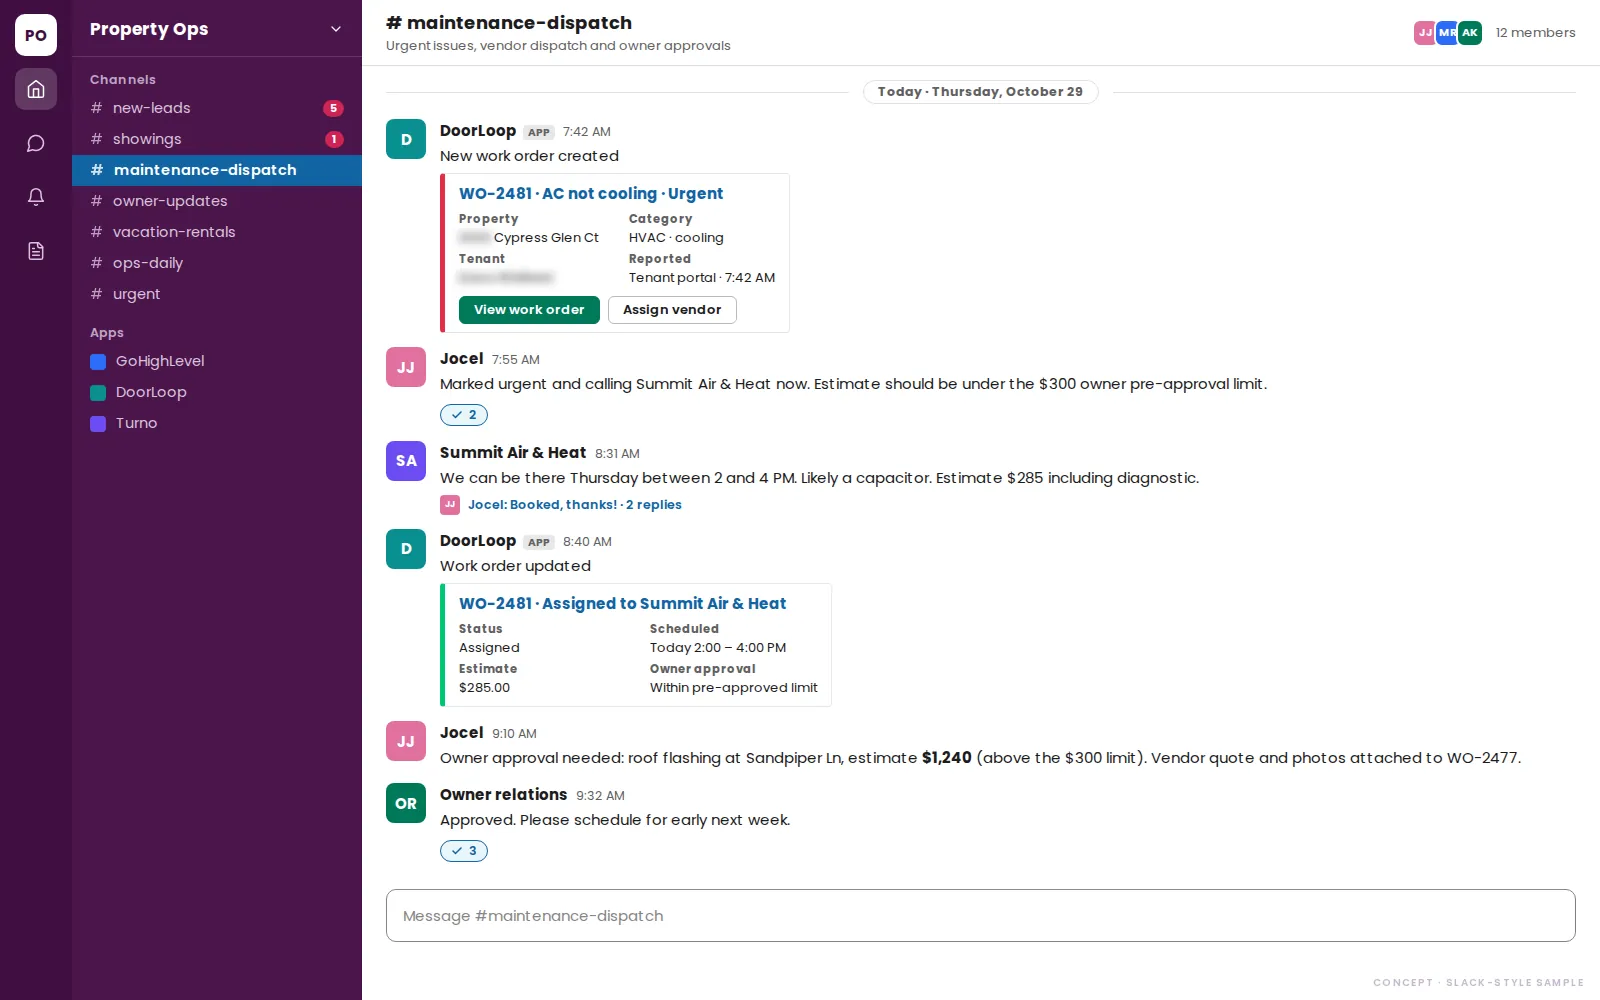 PO
Property Ops
Channels
# new-leads 5
# showings 1
# maintenance-dispatch
# owner-updates
# vacation-rentals
# ops-daily
# urgent
Apps
GoHighLevel
DoorLoop
Turno
# maintenance-dispatch
Urgent issues, vendor dispatch and owner approvals
JJ MR AK 12 members
Today · Thursday, October 29
D
DoorLoop APP 7:42 AM
New work order created
WO-2481 · AC not cooling · Urgent
Property Category
Cypress Glen Ct HVAC · cooling
Tenant Reported
Tenant portal · 7:42 AM
View work order Assign vendor
JJ
Jocel 7:55 AM
Marked urgent and calling Summit Air & Heat now. Estimate should be under the $300 owner pre-approval limit.
✓ 2
SA
Summit Air & Heat 8:31 AM
We can be there Thursday between 2 and 4 PM. Likely a capacitor. Estimate $285 including diagnostic.
JJ Jocel: Booked, thanks! · 2 replies
D
DoorLoop APP 8:40 AM
Work order updated
WO-2481 · Assigned to Summit Air & Heat
Status Scheduled
Assigned Today 2:00 – 4:00 PM
Estimate Owner approval
$285.00 Within pre-approved limit
JJ
Jocel 9:10 AM
Owner approval needed: roof flashing at Sandpiper Ln, estimate $1,240 (above the $300 limit). Vendor quote and photos attached to WO-2477.
OR
Owner relations 9:32 AM
Approved. Please schedule for early next week.
✓ 3
Message #maintenance-dispatch
CONCEPT · SLACK-STYLE SAMPLE